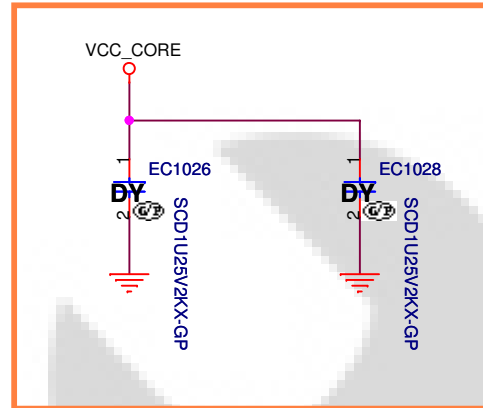 VCC_CORE
1
EC1026
DY
G/P
2
SCD1U25V2KX-GP
1
EC1028
DY
G/P
2
SCD1U25V2KX-GP